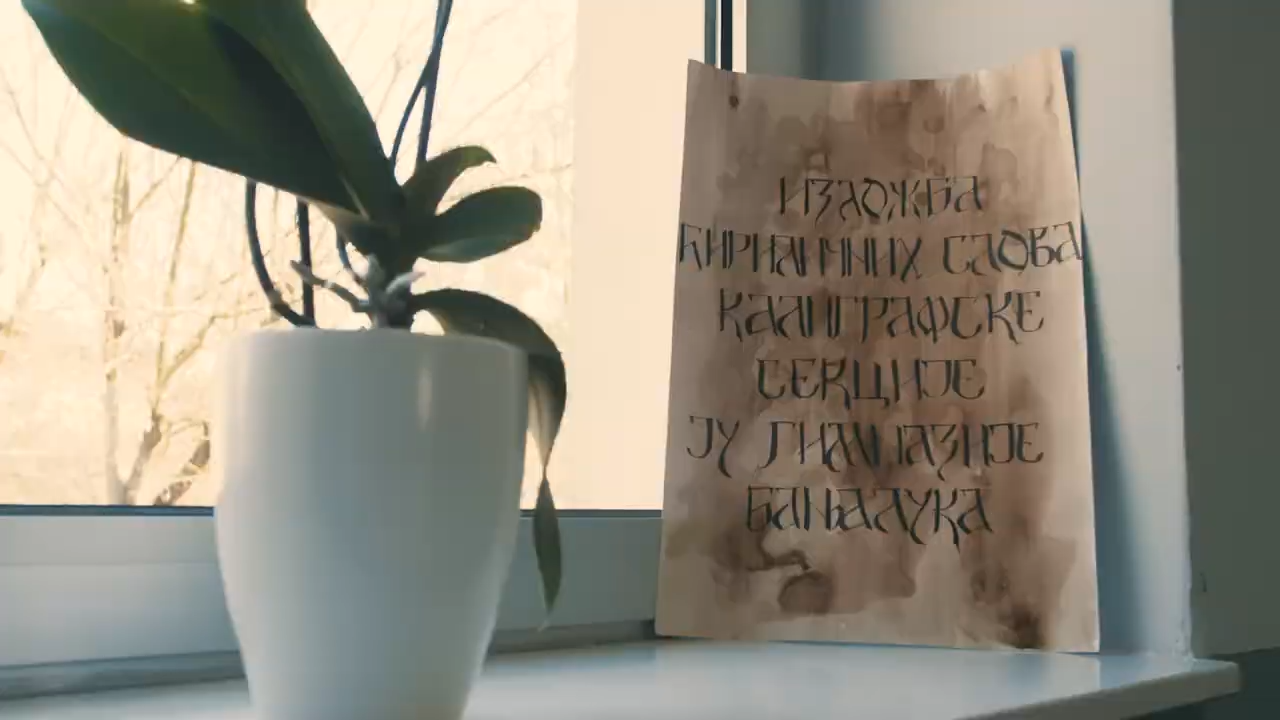 ИЗЛОЖБА
ЋИРИЛИЧНИХ СЛОВА
КАЛИГРАФСКЕ
СЕКЦИЈЕ
ЈУ ГИМНАЗИЈЕ
БАЊАЛУКА